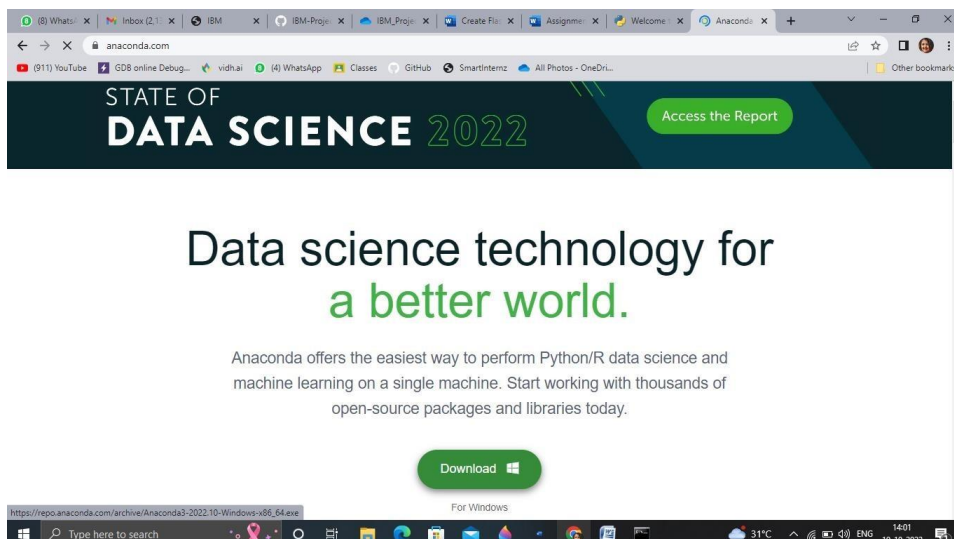 (8) Whats
Inbox (2,1
IBM
IBM-Proje
IBM_Proje
Create Fla
Assignmen
Welcome
Anaconda
anaconda.com
(911) YouTube
GDB online Debug...
vidh.ai
(4) WhatsApp
Classes
GitHub
SmartInternz
All Photos - OneDri...
Other bookmark
STATE OF
DATA SCIENCE 2022
Access the Report
Data science technology for
a better world.
Anaconda offers the easiest way to perform Python/R data science and
machine learning on a single machine. Start working with thousands of
open-source packages and libraries today.
Download
For Windows
https://repo.anaconda.com/archive/Anaconda3-2022.10-Windows-x86_64.exe
Type here to search
31°C
ENG
14:01